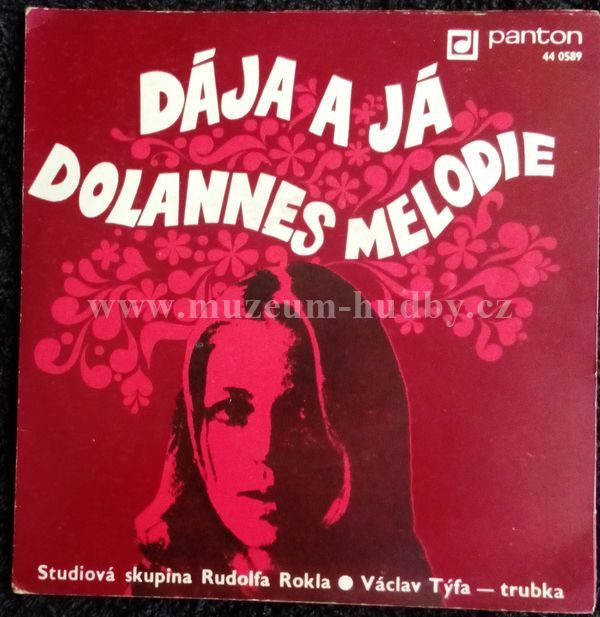 panton
44 0589
DÁJA A JÁ
DOLANNES MELODIE
www.muzeum-hudby.cz
Studiová skupina Rudolfa Rokla ● Václav Týfa — trubka